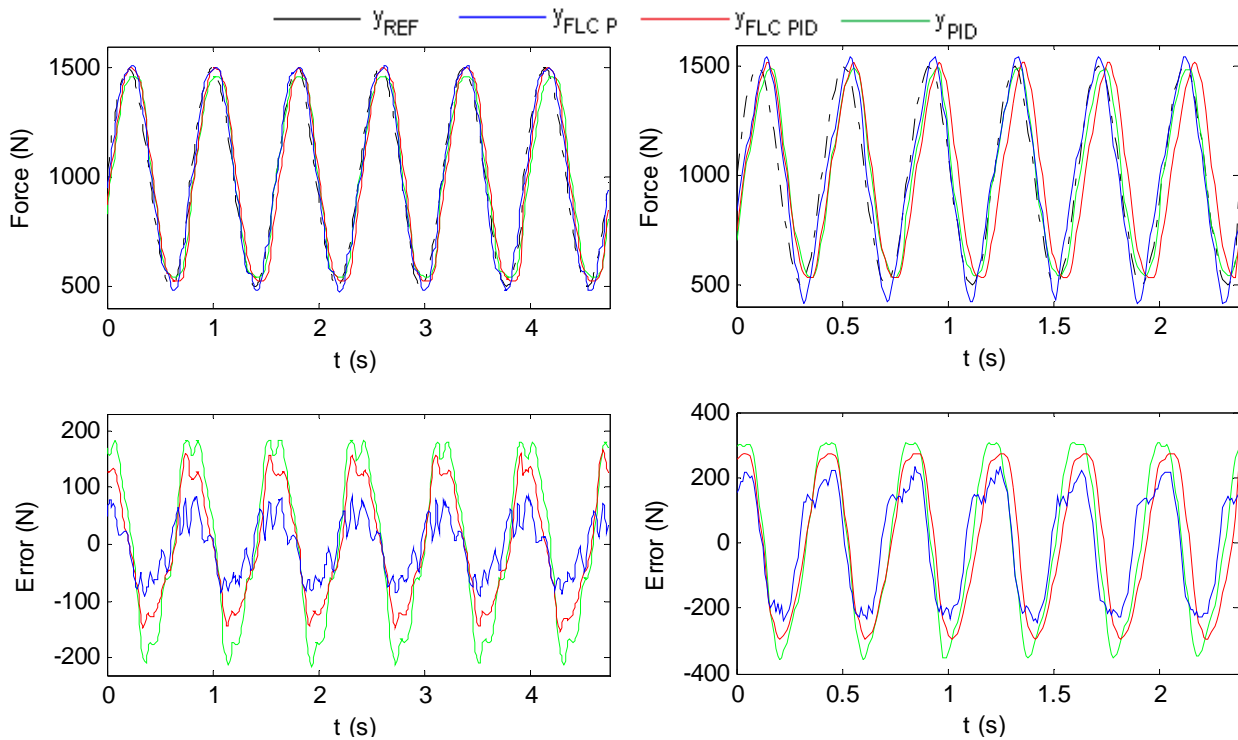 yREF yFLC P yFLC PID yPID
1500
1000
500
Force (N)
0 1 2 3 4
t (s)
1500
1000
500
Force (N)
0 0.5 1 1.5 2
t (s)
200
100
0
-100
-200
Error (N)
0 1 2 3 4
t (s)
400
200
0
-200
-400
Error (N)
0 0.5 1 1.5 2
t (s)